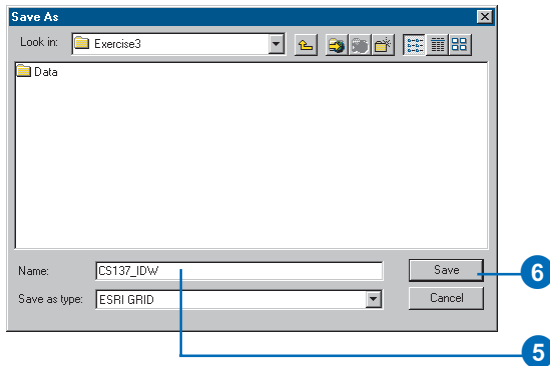 Save As
Look in: Exercise3
Data
Name: CS137_IDW Save 6
Save as type: ESRI GRID Cancel
5